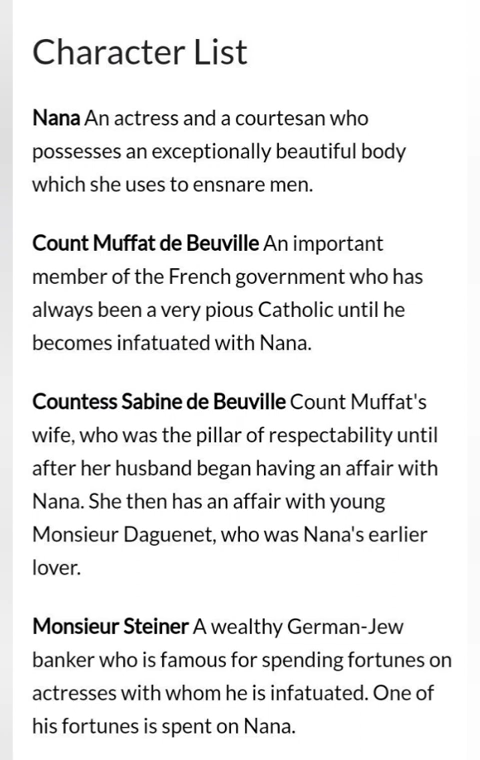 Character List
Nana An actress and a courtesan who
possesses an exceptionally beautiful body
which she uses to ensnare men.
Count Muffat de Beuville An important
member of the French government who has
always been a very pious Catholic until he
becomes infatuated with Nana.
Countess Sabine de Beuville Count Muffat's
wife, who was the pillar of respectability until
after her husband began having an affair with
Nana. She then has an affair with young
Monsieur Daguenet, who was Nana's earlier
lover.
Monsieur Steiner A wealthy German-Jew
banker who is famous for spending fortunes on
actresses with whom he is infatuated. One of
his fortunes is spent on Nana.